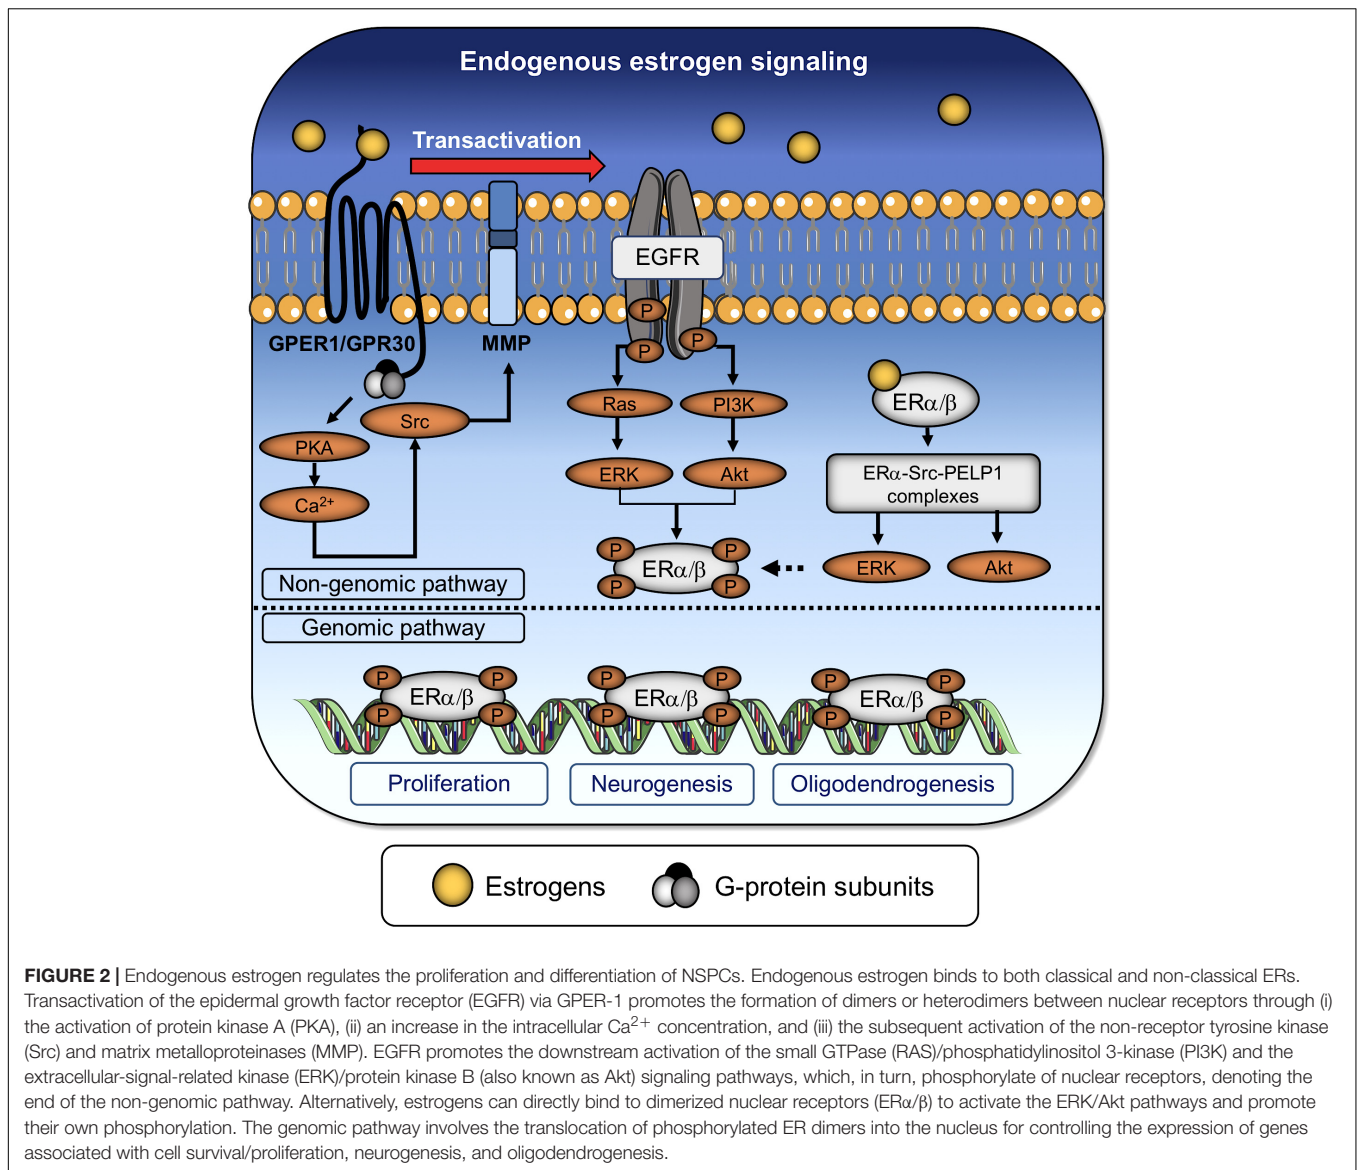 Endogenous estrogen signaling
Transactivation
EGFR
P
P
P
GPER1/GPR30
MMP
Src
PKA
Ca²⁺
Ras
PI3K
ERK
Akt
ERα/β
ERα-Src-PELP1
complexes
ERK
Akt
P
P
ERα/β
P
P
Non-genomic pathway
Genomic pathway
P
P
ERα/β
P
P
P
P
ERα/β
P
P
P
P
ERα/β
P
P
Proliferation
Neurogenesis
Oligodendrogenesis
Estrogens
G-protein subunits
FIGURE 2 | Endogenous estrogen regulates the proliferation and differentiation of NSPCs. Endogenous estrogen binds to both classical and non-classical ERs.
Transactivation of the epidermal growth factor receptor (EGFR) via GPER-1 promotes the formation of dimers or heterodimers between nuclear receptors through (i)
the activation of protein kinase A (PKA), (ii) an increase in the intracellular Ca²⁺ concentration, and (iii) the subsequent activation of the non-receptor tyrosine kinase
(Src) and matrix metalloproteinases (MMP). EGFR promotes the downstream activation of the small GTPase (RAS)/phosphatidylinositol 3-kinase (PI3K) and the
extracellular-signal-related kinase (ERK)/protein kinase B (also known as Akt) signaling pathways, which, in turn, phosphorylate of nuclear receptors, denoting the
end of the non-genomic pathway. Alternatively, estrogens can directly bind to dimerized nuclear receptors (ERα/β) to activate the ERK/Akt pathways and promote
their own phosphorylation. The genomic pathway involves the translocation of phosphorylated ER dimers into the nucleus for controlling the expression of genes
associated with cell survival/proliferation, neurogenesis, and oligodendrogenesis.